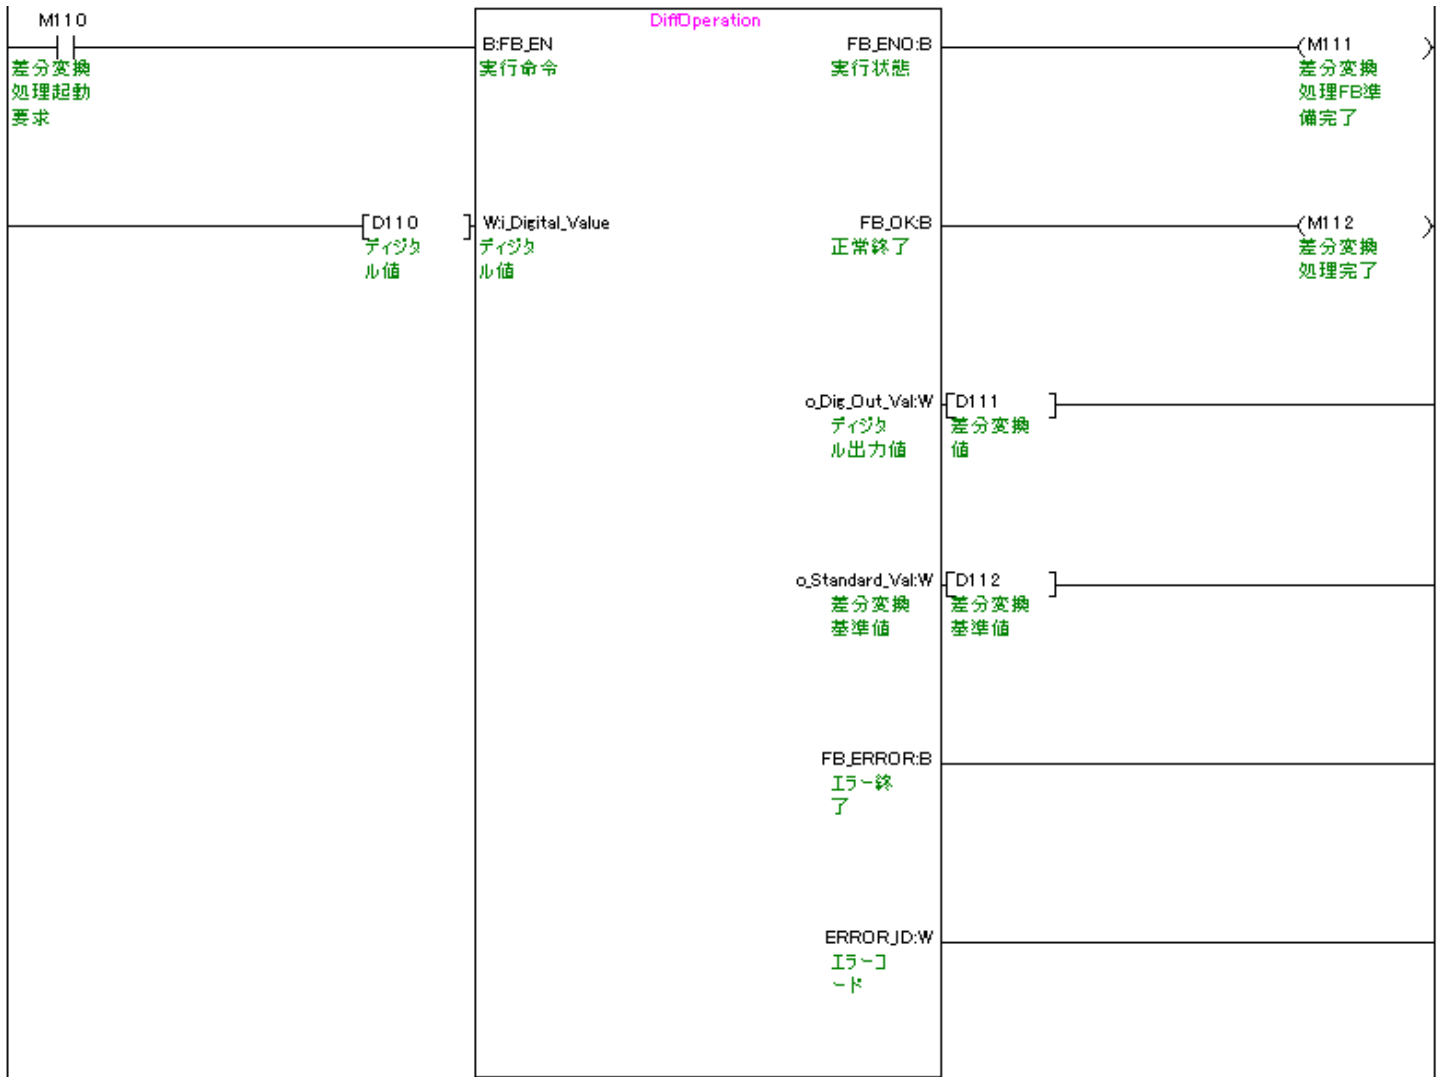 M110
DiffOperation
B:FB_EN
FB_ENO:B
M111
差分変換
処理起動
要求
実行命令
実行状態
差分変換
処理FB準
備完了
D110
W:i_Digital_Value
FB_OK:B
M112
ディジタ
ル値
ディジタ
ル値
正常終了
差分変換
処理完了
o_Dig_Out_Val:W
D111
ディジタ
ル出力値
差分変換
値
o_Standard_Val:W
D112
差分変換
基準値
差分変換
基準値
FB_ERROR:B
エラー終
了
ERROR_ID:W
エラーコ
ード